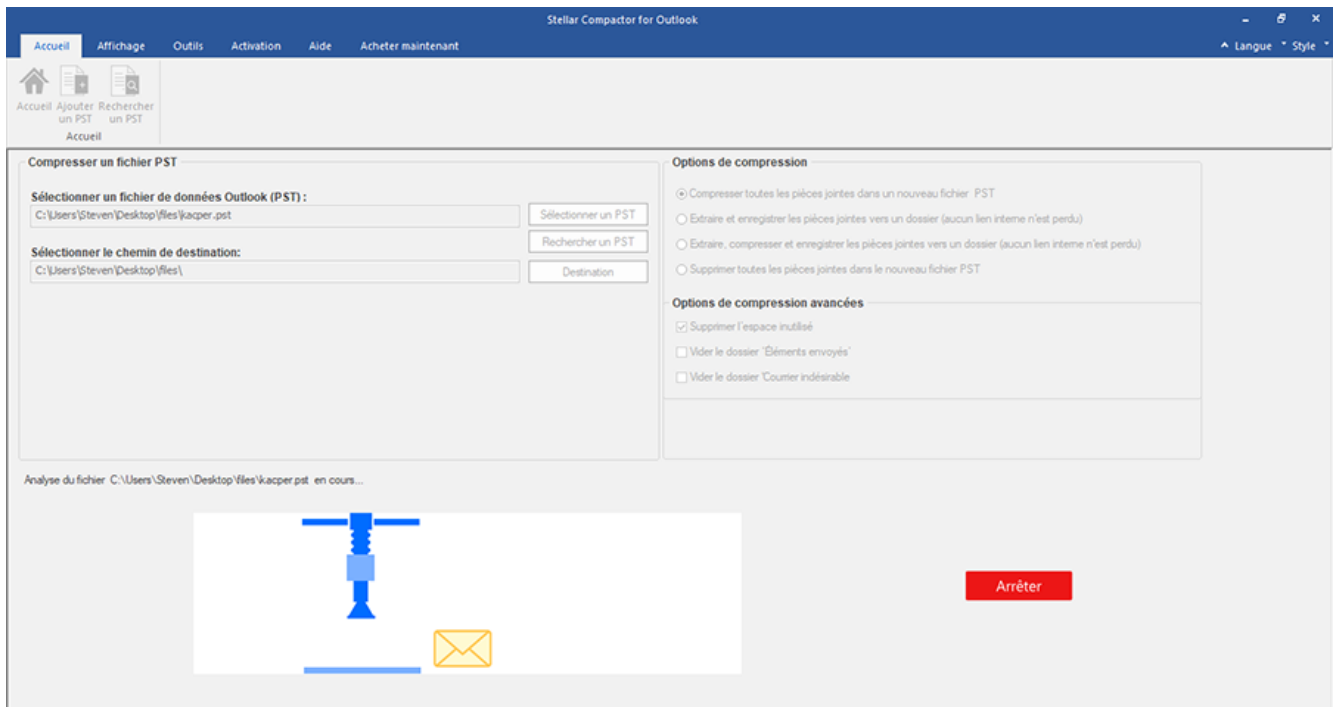 Stellar Compactor for Outlook
Accueil Affichage Outils Activation Aide Acheter maintenant
Langue Style
Accueil Ajouter un PST Rechercher un PST
Accueil
Compresser un fichier PST
Sélectionner un fichier de données Outlook (PST) :
C:\Users\Steven\Desktop\files\kacper.pst
Sélectionner un PST
Rechercher un PST
Sélectionner le chemin de destination:
C:\Users\Steven\Desktop\files\
Destination
Options de compression
Compresser toutes les pièces jointes dans un nouveau fichier PST
Extraire et enregistrer les pièces jointes vers un dossier (aucun lien interne n'est perdu)
Extraire, compresser et enregistrer les pièces jointes vers un dossier (aucun lien interne n'est perdu)
Supprimer toutes les pièces jointes dans le nouveau fichier PST
Options de compression avancées
Supprimer l'espace inutilisé
Vider le dossier 'Éléments envoyés'
Vider le dossier 'Courrier indésirable
Analyse du fichier C:\Users\Steven\Desktop\files\kacper.pst en cours...
Arrêter